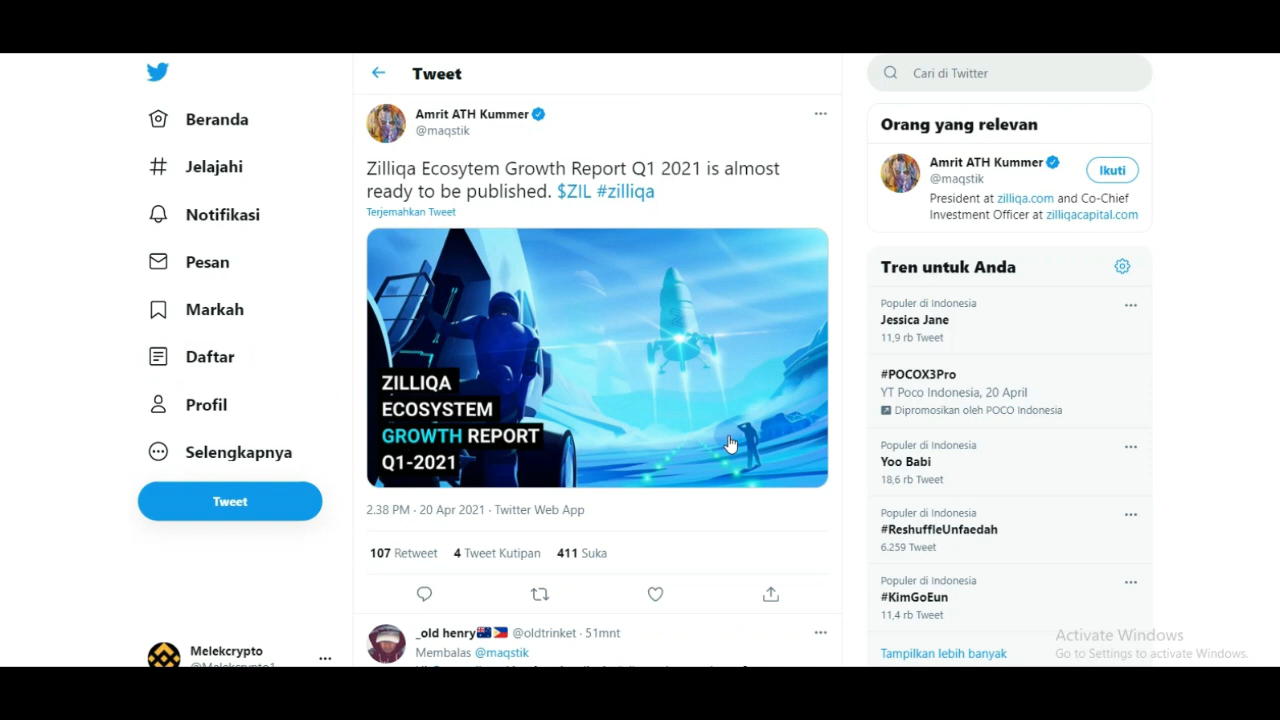 Beranda
Jelajahi
Notifikasi
Pesan
Markah
Daftar
Profil
Selengkapnya
Tweet
Melekcrypto
Tweet
Amrit ATH Kummer
@maqstik
Zilliqa Ecosytem Growth Report Q1 2021 is almost
ready to be published. $ZIL #zilliqa
Terjemahkan Tweet
ZILLIQA
ECOSYSTEM
GROWTH REPORT
Q1-2021
2.38 PM · 20 Apr 2021 · Twitter Web App
107 Retweet 4 Tweet Kutipan 411 Suka
_old henry @oldtrinket · 51mnt
Membalas @maqstik
Cari di Twitter
Orang yang relevan
Amrit ATH Kummer
@maqstik
Ikuti
President at zilliqa.com and Co-Chief
Investment Officer at zilliqacapital.com
Tren untuk Anda
Populer di Indonesia
Jessica Jane
11,9 rb Tweet
#POCOX3Pro
YT Poco Indonesia, 20 April
Dipromosikan oleh POCO Indonesia
Populer di Indonesia
Yoo Babi
18,6 rb Tweet
Populer di Indonesia
#ReshuffleUnfaedah
6.259 Tweet
Populer di Indonesia
#KimGoEun
11,4 rb Tweet
Tampilkan lebih banyak
Activate Windows
Go to Settings to activate Windows.